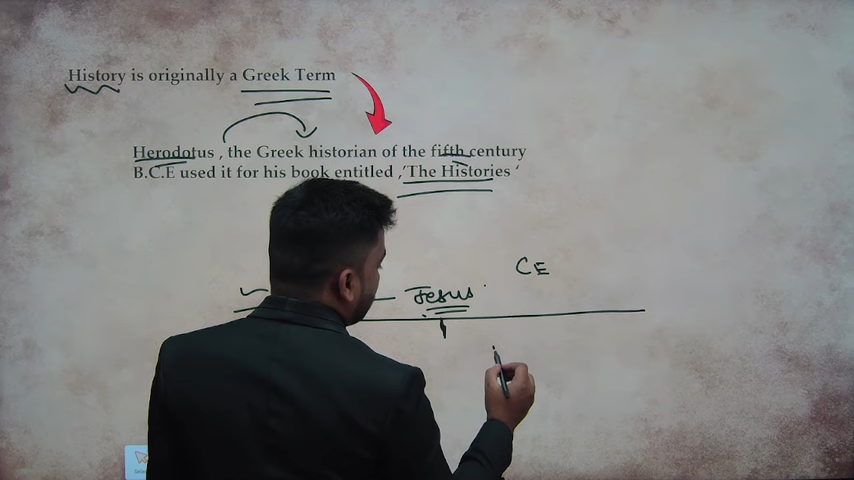 History is originally a Greek Term
Herodotus , the Greek historian of the fifth century
B.C.E used it for his book entitled ,'The Histories '
CE
Jesus